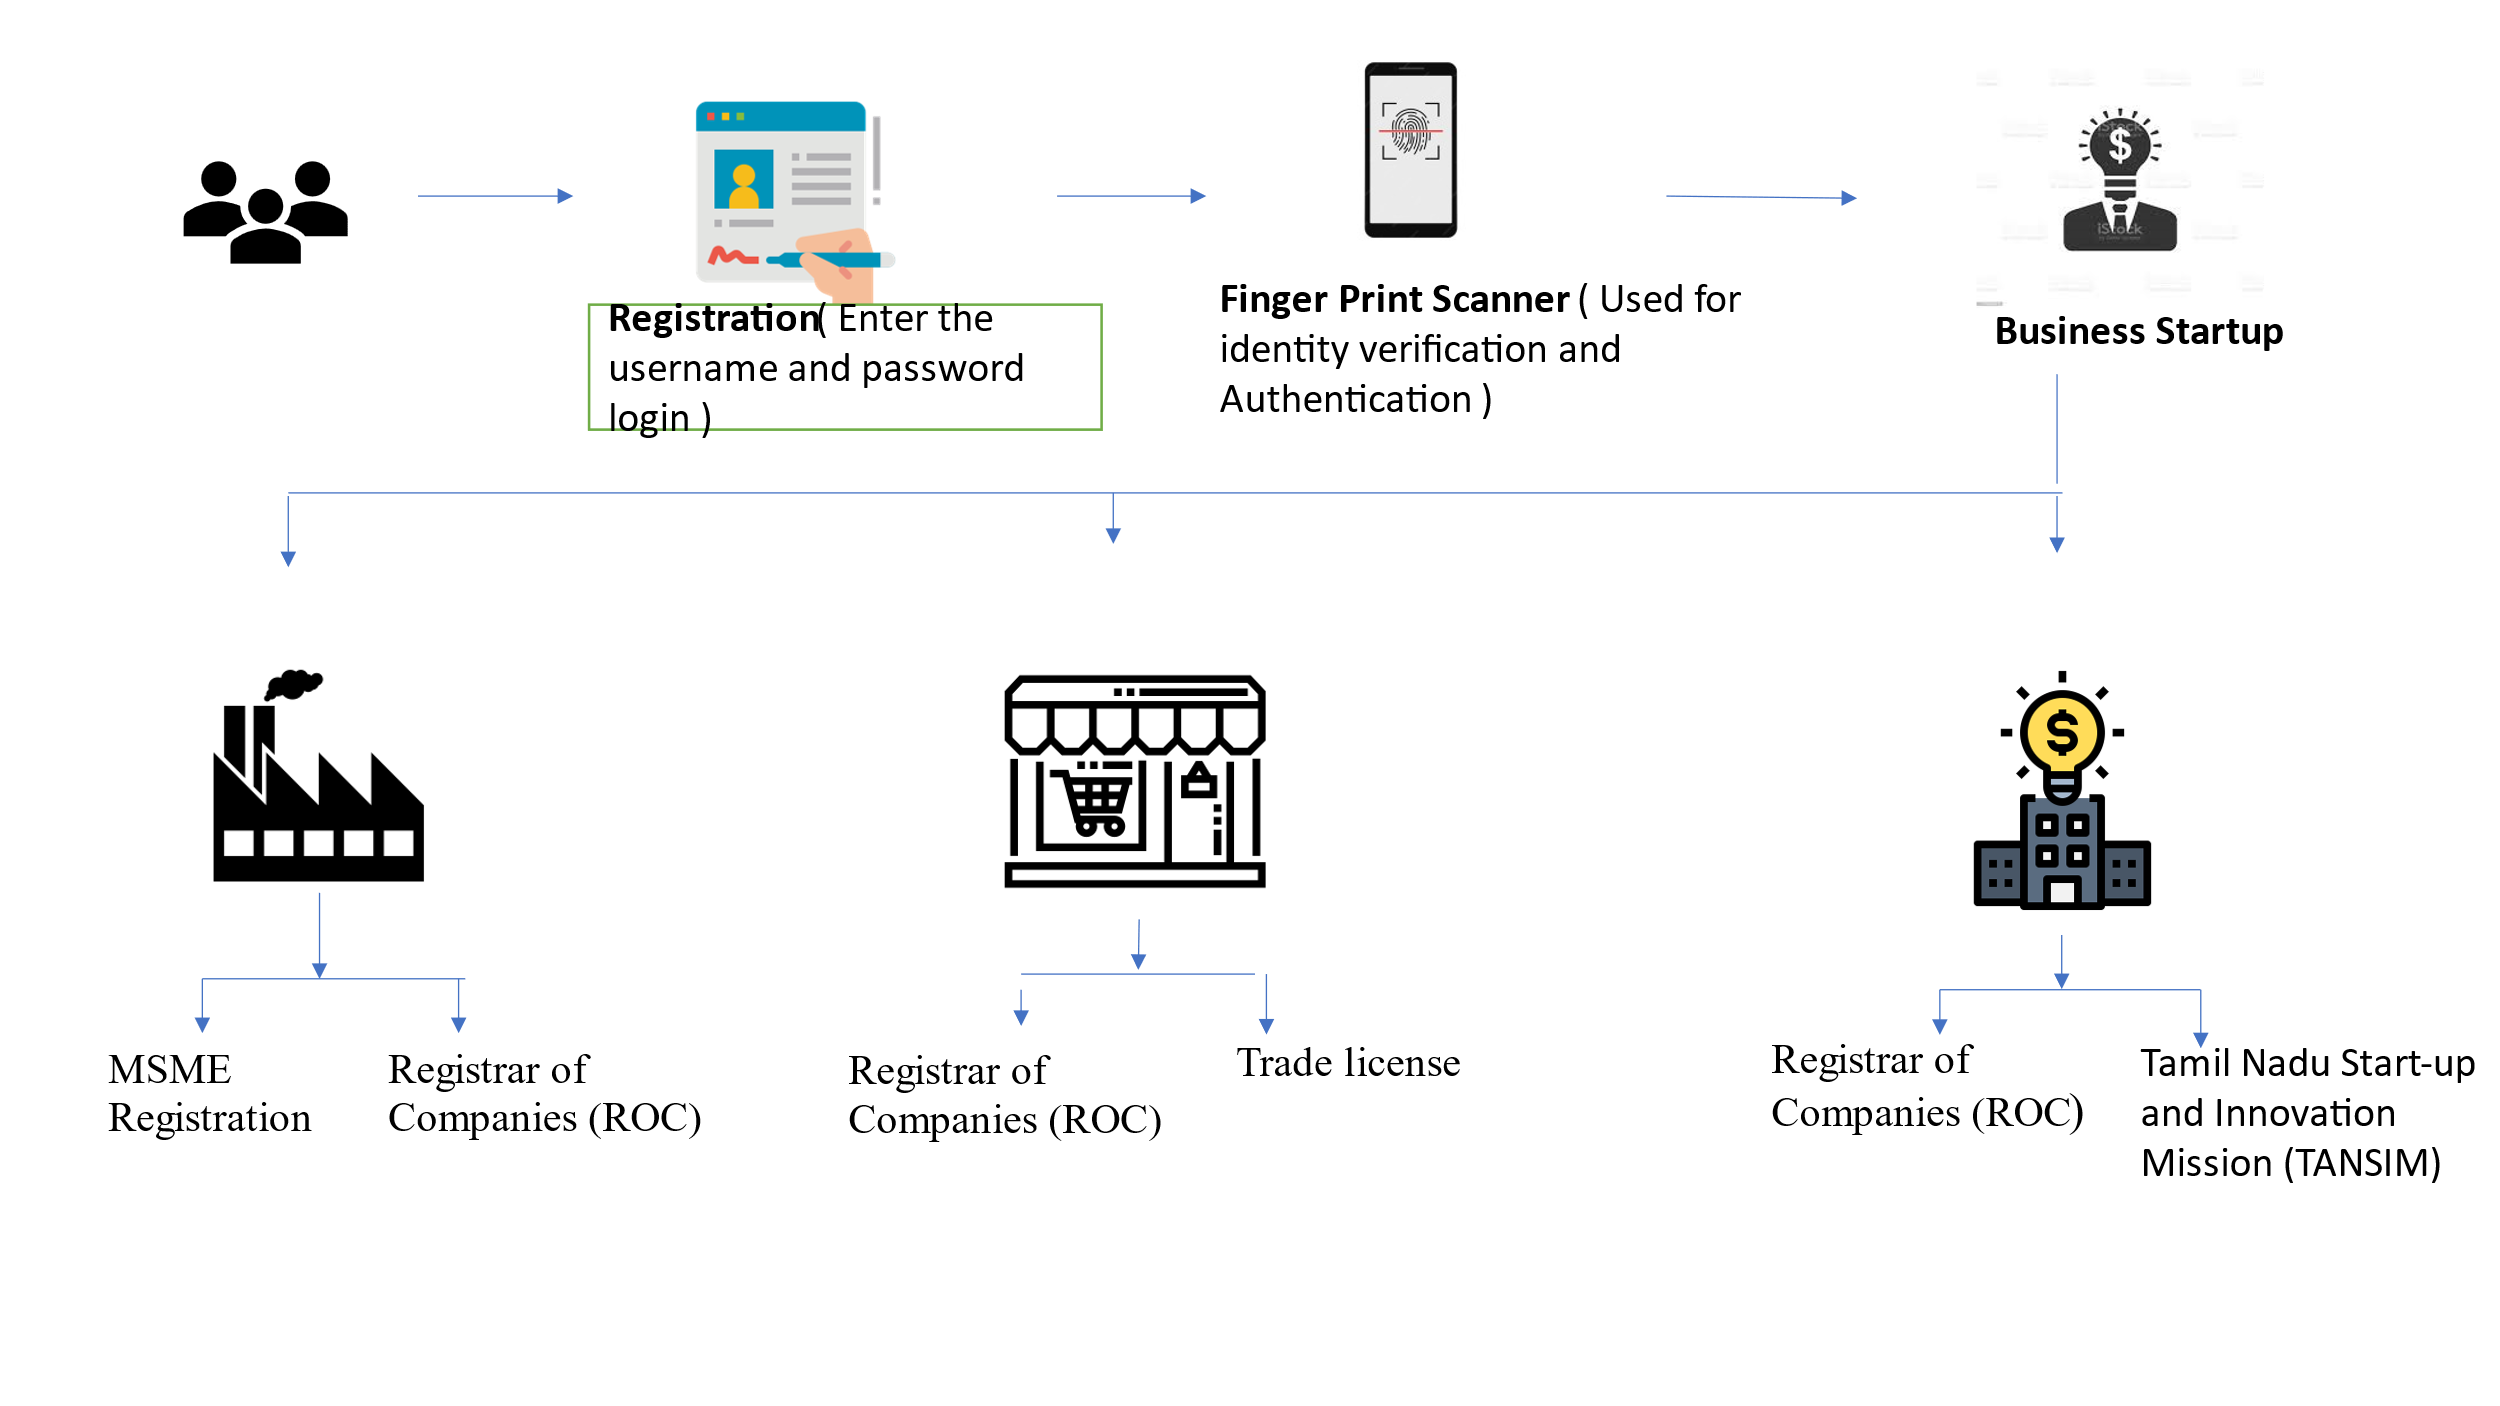 Registration( Enter the
username and password
login )
Finger Print Scanner ( Used for
identity verification and
Authentication )
iStock
iStock
Business Startup
MSME
Registration
Registrar of
Companies (ROC)
Registrar of
Companies (ROC)
Trade license
Registrar of
Companies (ROC)
Tamil Nadu Start-up
and Innovation
Mission (TANSIM)